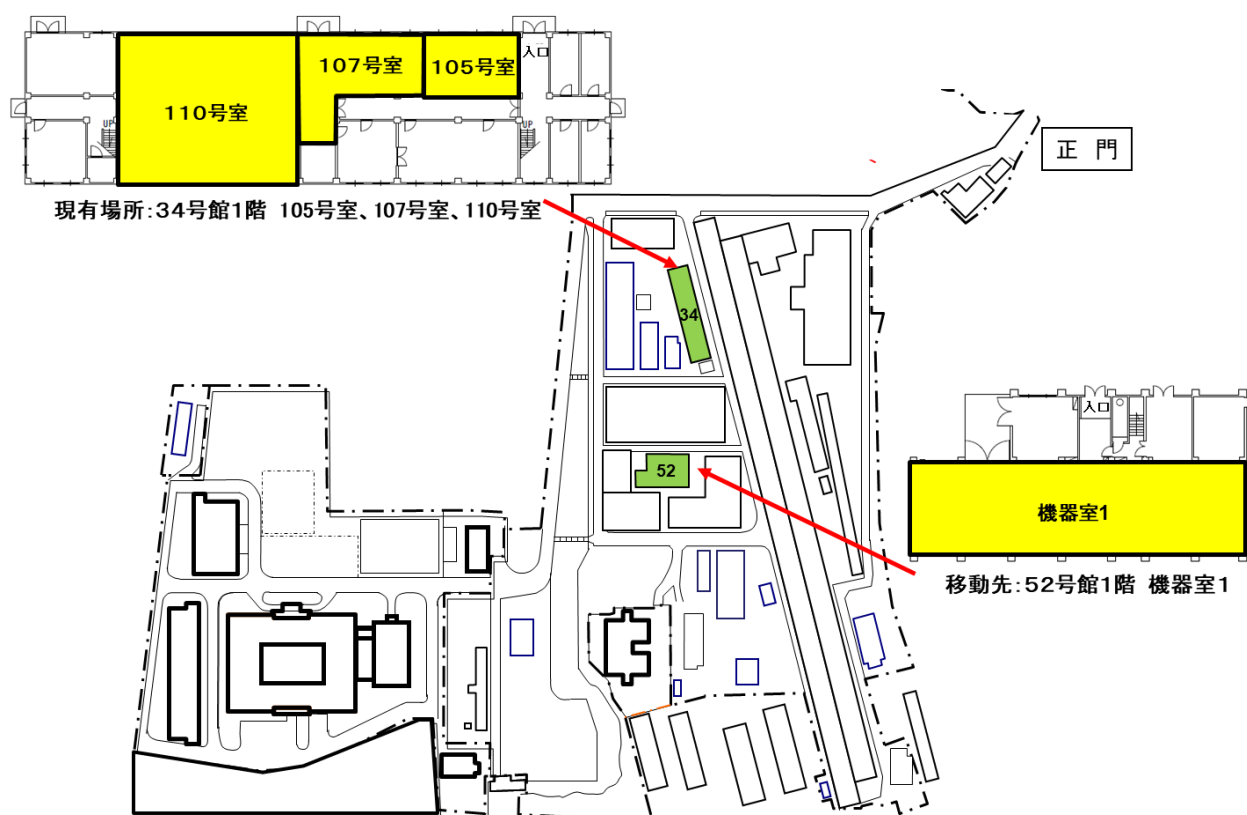 入口
107号室
105号室
110号室
UP
UP
正 門
現有場所:34号館1階 105号室、107号室、110号室
34
入口
52
機器室1
移動先:52号館1階 機器室1